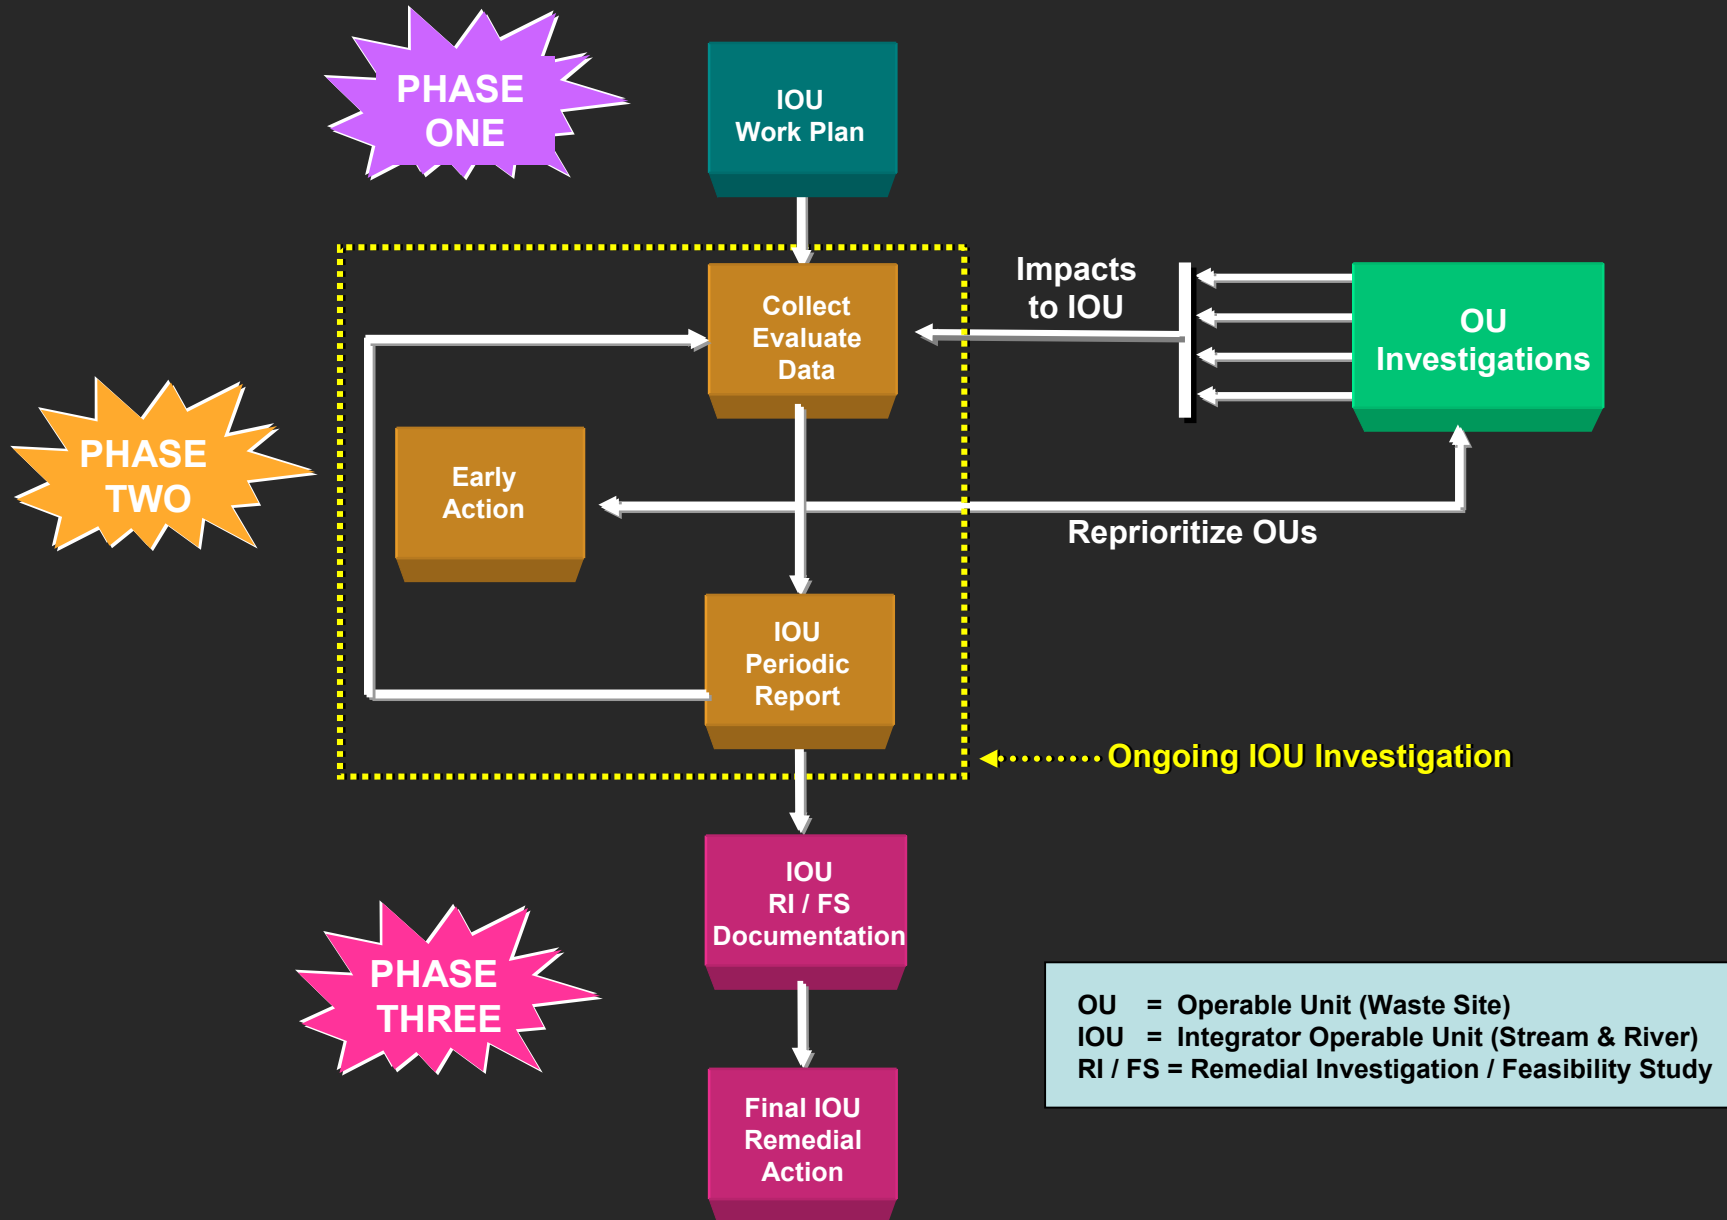 PHASE
ONE
IOU
Work Plan
Collect
Evaluate
Data
Impacts
to IOU
OU
Investigations
PHASE
TWO
Early
Action
Reprioritize OUs
IOU
Periodic
Report
Ongoing IOU Investigation
IOU
RI / FS
Documentation
PHASE
THREE
OU = Operable Unit (Waste Site)
IOU = Integrator Operable Unit (Stream & River)
RI / FS = Remedial Investigation / Feasibility Study
Final IOU
Remedial
Action